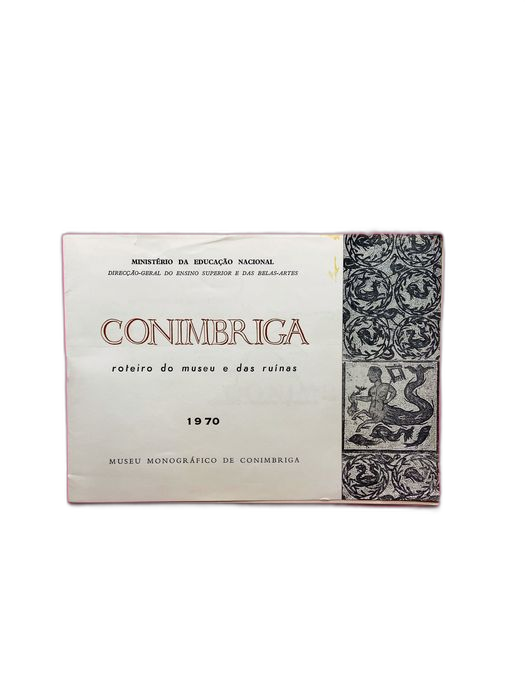 MINISTÉRIO DA EDUCAÇÃO NACIONAL
DIRECÇÃO-GERAL DO ENSINO SUPERIOR E DAS BELAS-ARTES
CONIMBRIGA
roteiro do museu e das ruínas
1970
MUSEU MONOGRÁFICO DE CONIMBRIGA